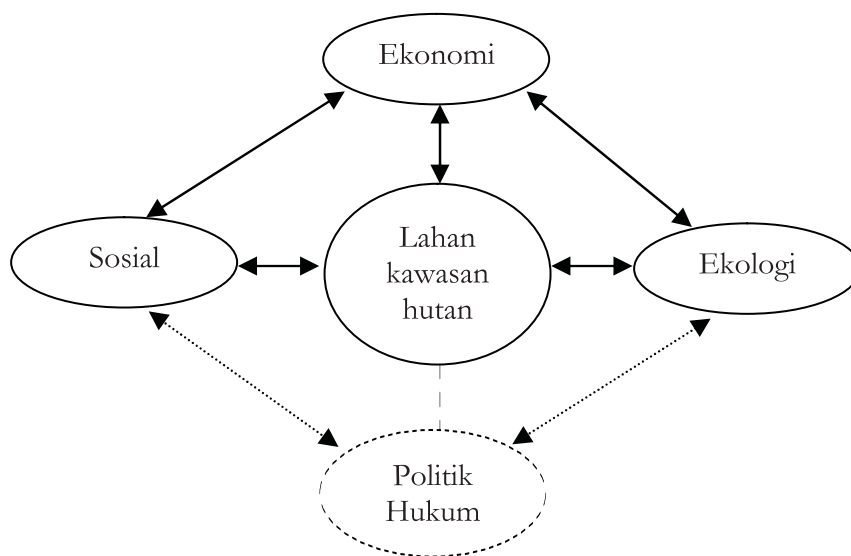 Ekonomi
Sosial
Lahan
kawasan
hutan
Ekologi
Politik
Hukum